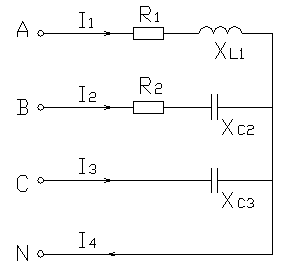 A I1 R1
XL1
B I2 R2
XC2
C I3
XC3
N I4